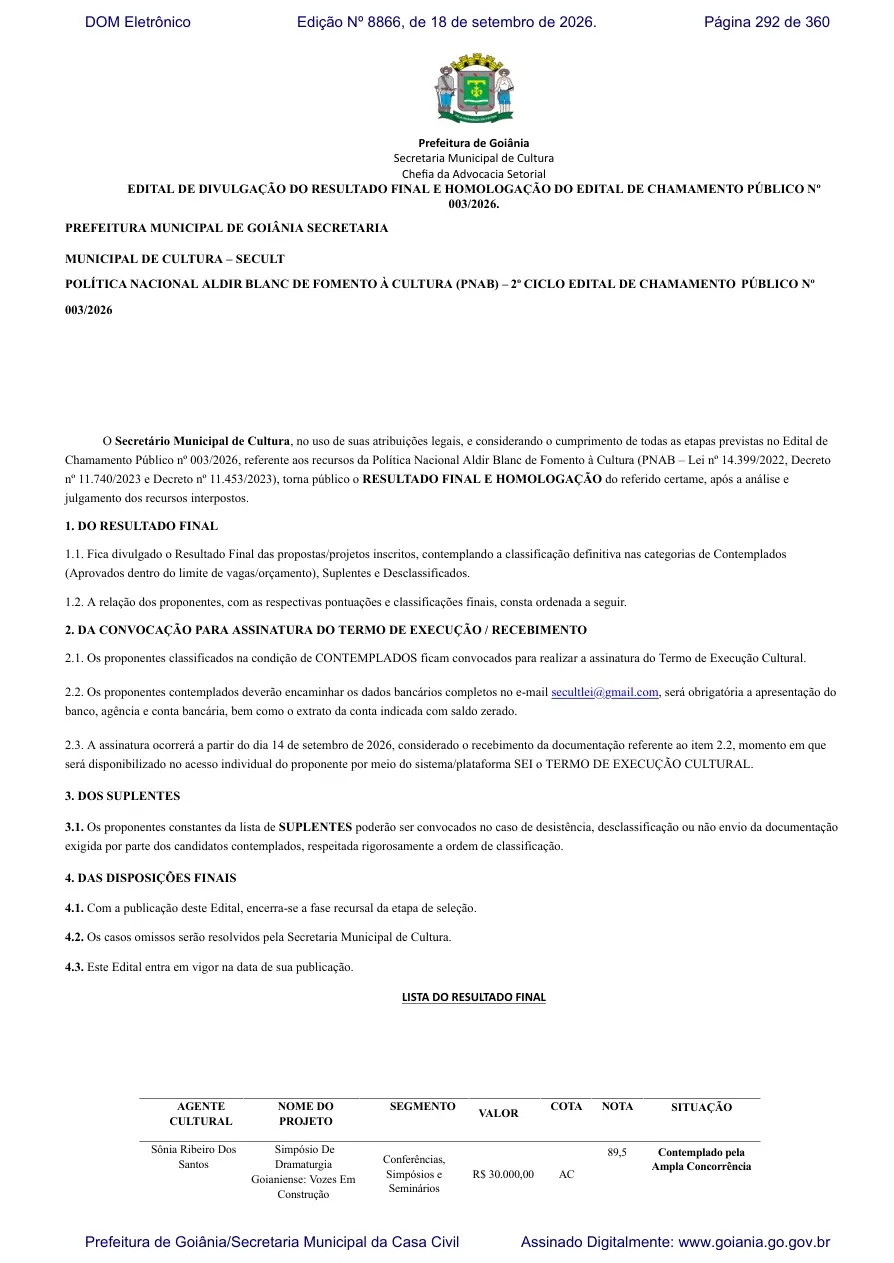 DOM Eletrônico Edição Nº 8866, de 18 de setembro de 2026. Página 292 de 360
Prefeitura de Goiânia
Secretaria Municipal de Cultura
Chefia da Advocacia Setorial
EDITAL DE DIVULGAÇÃO DO RESULTADO FINAL E HOMOLOGAÇÃO DO EDITAL DE CHAMAMENTO PÚBLICO Nº
003/2026.
PREFEITURA MUNICIPAL DE GOIÂNIA SECRETARIA
MUNICIPAL DE CULTURA – SECULT
POLÍTICA NACIONAL ALDIR BLANC DE FOMENTO À CULTURA (PNAB) – 2º CICLO EDITAL DE CHAMAMENTO PÚBLICO Nº
003/2026
O Secretário Municipal de Cultura, no uso de suas atribuições legais, e considerando o cumprimento de todas as etapas previstas no Edital de
Chamamento Público nº 003/2026, referente aos recursos da Política Nacional Aldir Blanc de Fomento à Cultura (PNAB – Lei nº 14.399/2022, Decreto
nº 11.740/2023 e Decreto nº 11.453/2023), torna público o RESULTADO FINAL E HOMOLOGAÇÃO do referido certame, após a análise e
julgamento dos recursos interpostos.
1. DO RESULTADO FINAL
1.1. Fica divulgado o Resultado Final das propostas/projetos inscritos, contemplando a classificação definitiva nas categorias de Contemplados
(Aprovados dentro do limite de vagas/orçamento), Suplentes e Desclassificados.
1.2. A relação dos proponentes, com as respectivas pontuações e classificações finais, consta ordenada a seguir.
2. DA CONVOCAÇÃO PARA ASSINATURA DO TERMO DE EXECUÇÃO / RECEBIMENTO
2.1. Os proponentes classificados na condição de CONTEMPLADOS ficam convocados para realizar a assinatura do Termo de Execução Cultural.
2.2. Os proponentes contemplados deverão encaminhar os dados bancários completos no e-mail secultlei@gmail.com, será obrigatória a apresentação do
banco, agência e conta bancária, bem como o extrato da conta indicada com saldo zerado.
2.3. A assinatura ocorrerá a partir do dia 14 de setembro de 2026, considerado o recebimento da documentação referente ao item 2.2, momento em que
será disponibilizado no acesso individual do proponente por meio do sistema/plataforma SEI o TERMO DE EXECUÇÃO CULTURAL.
3. DOS SUPLENTES
3.1. Os proponentes constantes da lista de SUPLENTES poderão ser convocados no caso de desistência, desclassificação ou não envio da documentação
exigida por parte dos candidatos contemplados, respeitada rigorosamente a ordem de classificação.
4. DAS DISPOSIÇÕES FINAIS
4.1. Com a publicação deste Edital, encerra-se a fase recursal da etapa de seleção.
4.2. Os casos omissos serão resolvidos pela Secretaria Municipal de Cultura.
4.3. Este Edital entra em vigor na data de sua publicação.
LISTA DO RESULTADO FINAL
AGENTE CULTURAL NOME DO PROJETO SEGMENTO VALOR COTA NOTA SITUAÇÃO
Sônia Ribeiro Dos Santos Simpósio De Dramaturgia Goianiense: Vozes Em Construção Conferências, Simpósios e Seminários R$ 30.000,00 AC 89,5 Contemplado pela Ampla Concorrência
Prefeitura de Goiânia/Secretaria Municipal da Casa Civil Assinado Digitalmente: www.goiania.go.gov.br